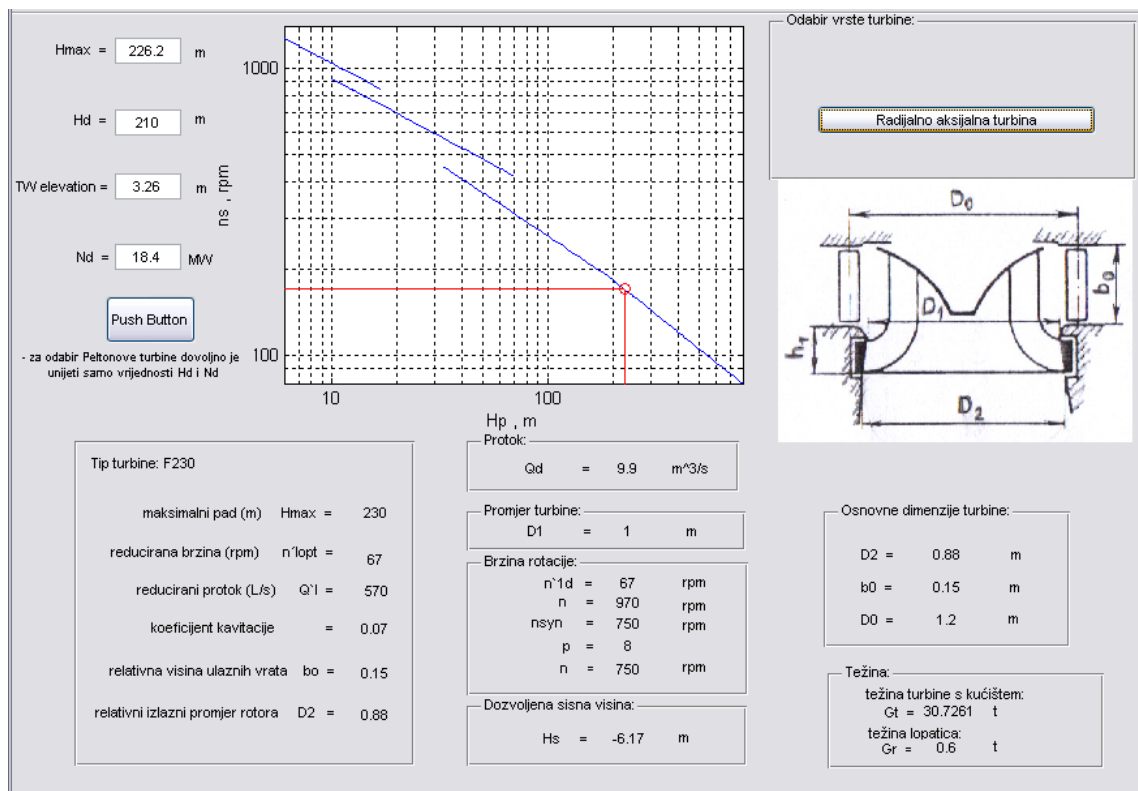 Hmax = 226.2 m
Hd = 210 m
TW elevation = 3.26 m
Nd = 18.4 MW
Push Button
- za odabir Peltonove turbine dovoljno je
unijeti samo vrijednosti Hd i Nd
ns , rpm
1000
100
10
100
Hp , m
Odabir vrste turbine:
Radijalno aksijalna turbina
D₀
b₀
D₁
h₁
D₂
Tip turbine: F230
maksimalni pad (m) Hmax = 230
reducirana brzina (rpm) n´Iopt = 67
reducirani protok (L/s) Q`I = 570
koeficijent kavitacije = 0.07
relativna visina ulaznih vrata bo = 0.15
relativni izlazni promjer rotora D2 = 0.88
Protok:
Qd = 9.9 m^3/s
Promjer turbine:
D1 = 1 m
Brzina rotacije:
n`1d = 67 rpm
n = 970 rpm
nsyn = 750 rpm
p = 8
n = 750 rpm
Dozvoljena sisna visina:
Hs = -6.17 m
Osnovne dimenzije turbine:
D2 = 0.88 m
b0 = 0.15 m
D0 = 1.2 m
Težina:
težina turbine s kućištem:
Gt = 30.7261 t
težina lopatica:
Gr = 0.6 t